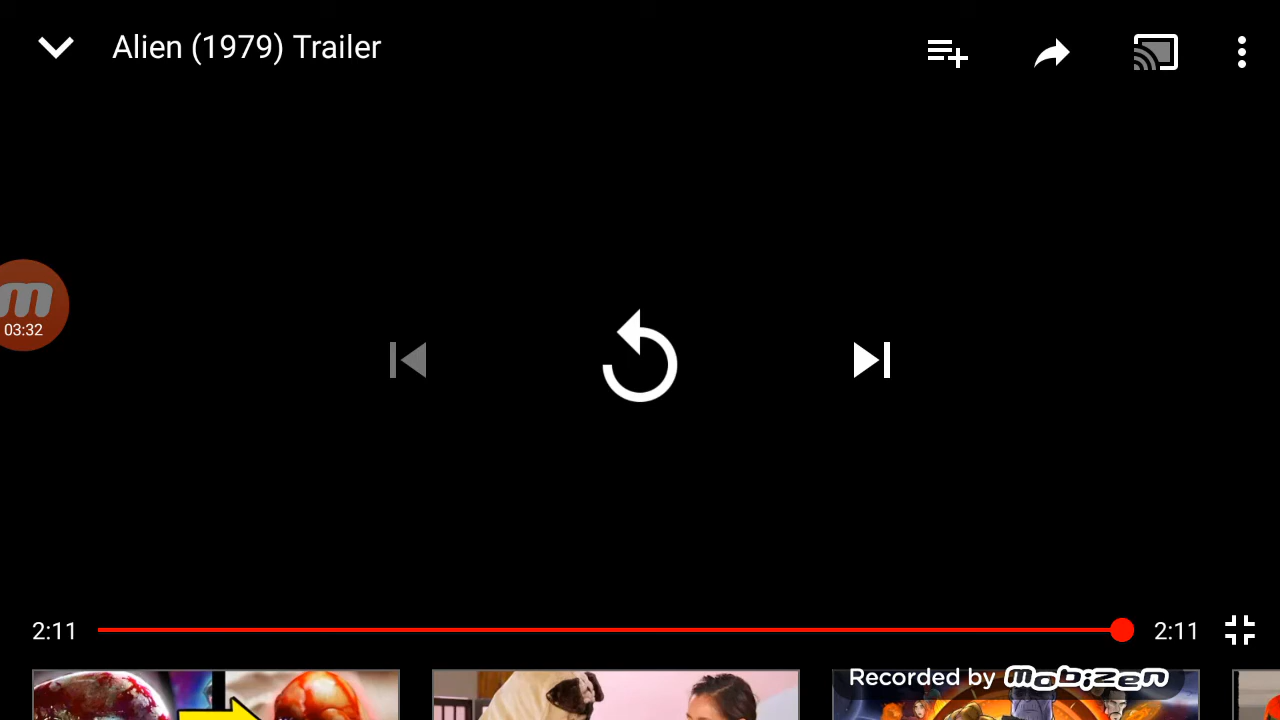 Alien (1979) Trailer
m
03:32
2:11
2:11
Recorded by mobizen